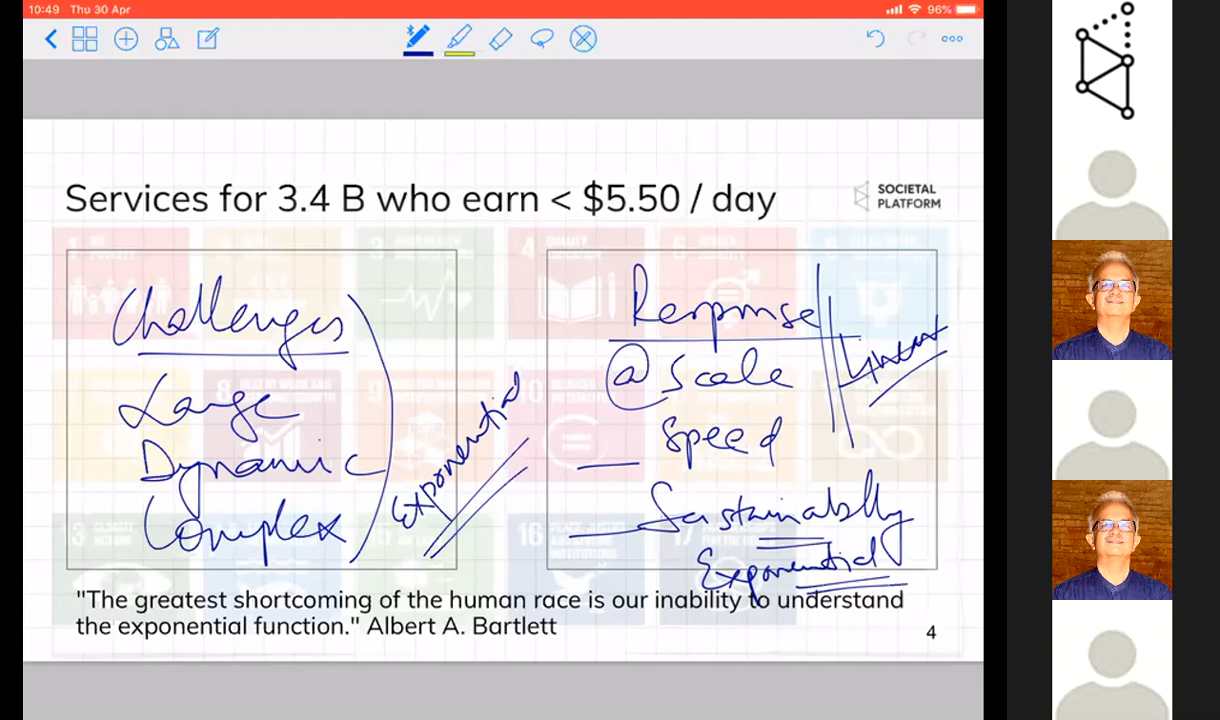 10:49 Thu 30 Apr
96%
Services for 3.4 B who earn < $5.50 / day
SOCIETAL
PLATFORM
Challenges
Large
Dynamic
Complex
Exponential
Response
@ Scale
Speed
Sustainably
Exponential
Linear
"The greatest shortcoming of the human race is our inability to understand
the exponential function." Albert A. Bartlett
4